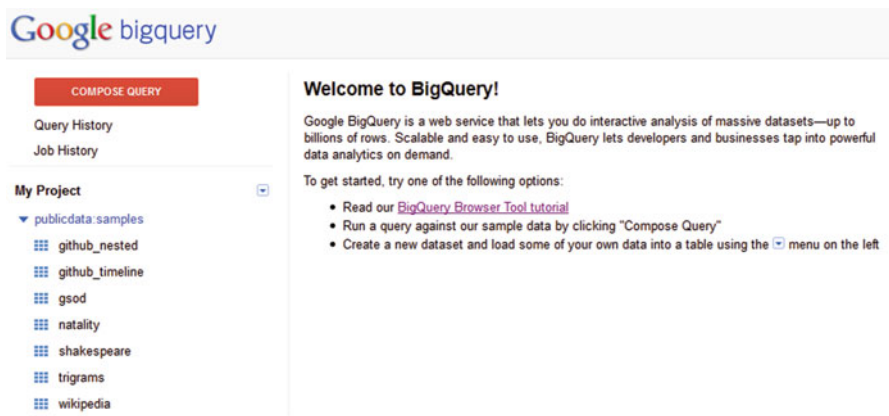 Google bigquery
COMPOSE QUERY
Query History
Job History
My Project
publicdata:samples
github_nested
github_timeline
gsod
natality
shakespeare
trigrams
wikipedia
Welcome to BigQuery!
Google BigQuery is a web service that lets you do interactive analysis of massive datasets—up to
billions of rows. Scalable and easy to use, BigQuery lets developers and businesses tap into powerful
data analytics on demand.
To get started, try one of the following options:
• Read our BigQuery Browser Tool tutorial
• Run a query against our sample data by clicking "Compose Query"
• Create a new dataset and load some of your own data into a table using the menu on the left